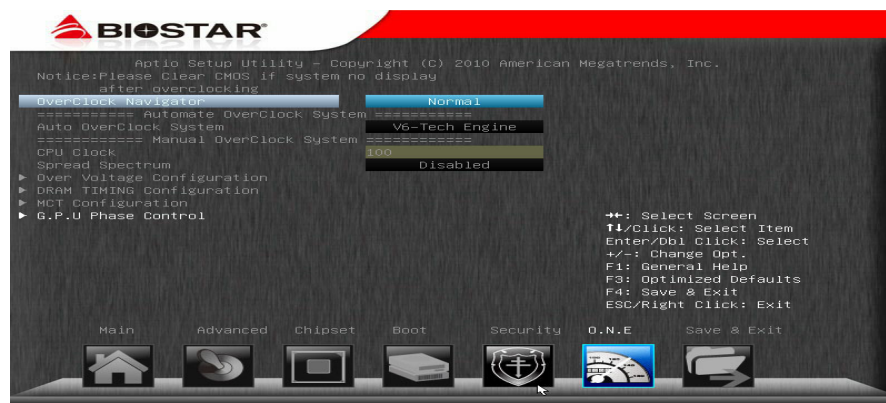 BIOSTAR®
Aptio Setup Utility - Copyright (C) 2010 American Megatrends, Inc.
Notice:Please Clear CMOS if system no display
after overclocking
OverClock Navigator Normal
=========== Automate OverClock System ===========
Auto OverClock System V6-Tech Engine
============ Manual OverClock System ============
CPU Clock 100
Spread Spectrum Disabled
▶ Over Voltage Configuration
▶ DRAM TIMING Configuration
▶ MCT Configuration
▶ G.P.U Phase Control
→←: Select Screen
↑↓/Click: Select Item
Enter/Dbl Click: Select
+/-: Change Opt.
F1: General Help
F3: Optimized Defaults
F4: Save & Exit
ESC/Right Click: Exit
Main Advanced Chipset Boot Security O.N.E Save & Exit